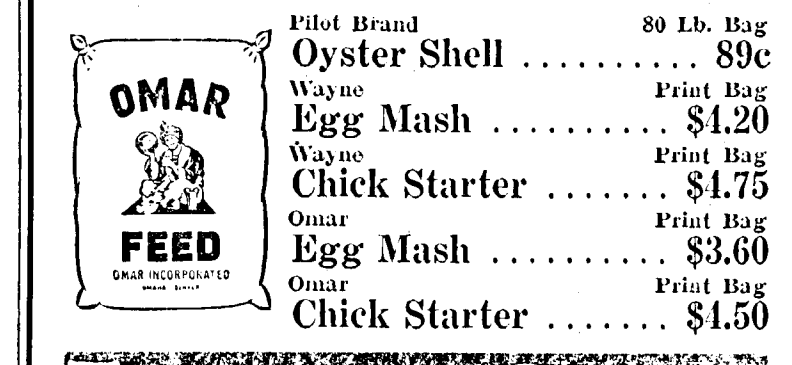 OMAR
FEED
OMAR INCORPORATED
OMAHA DENVER
Pilot Brand 80 Lb. Bag
Oyster Shell .......... 89c
Wayne Print Bag
Egg Mash .......... $4.20
Wayne Print Bag
Chick Starter ....... $4.75
Omar Print Bag
Egg Mash .......... $3.60
Omar Print Bag
Chick Starter ....... $4.50